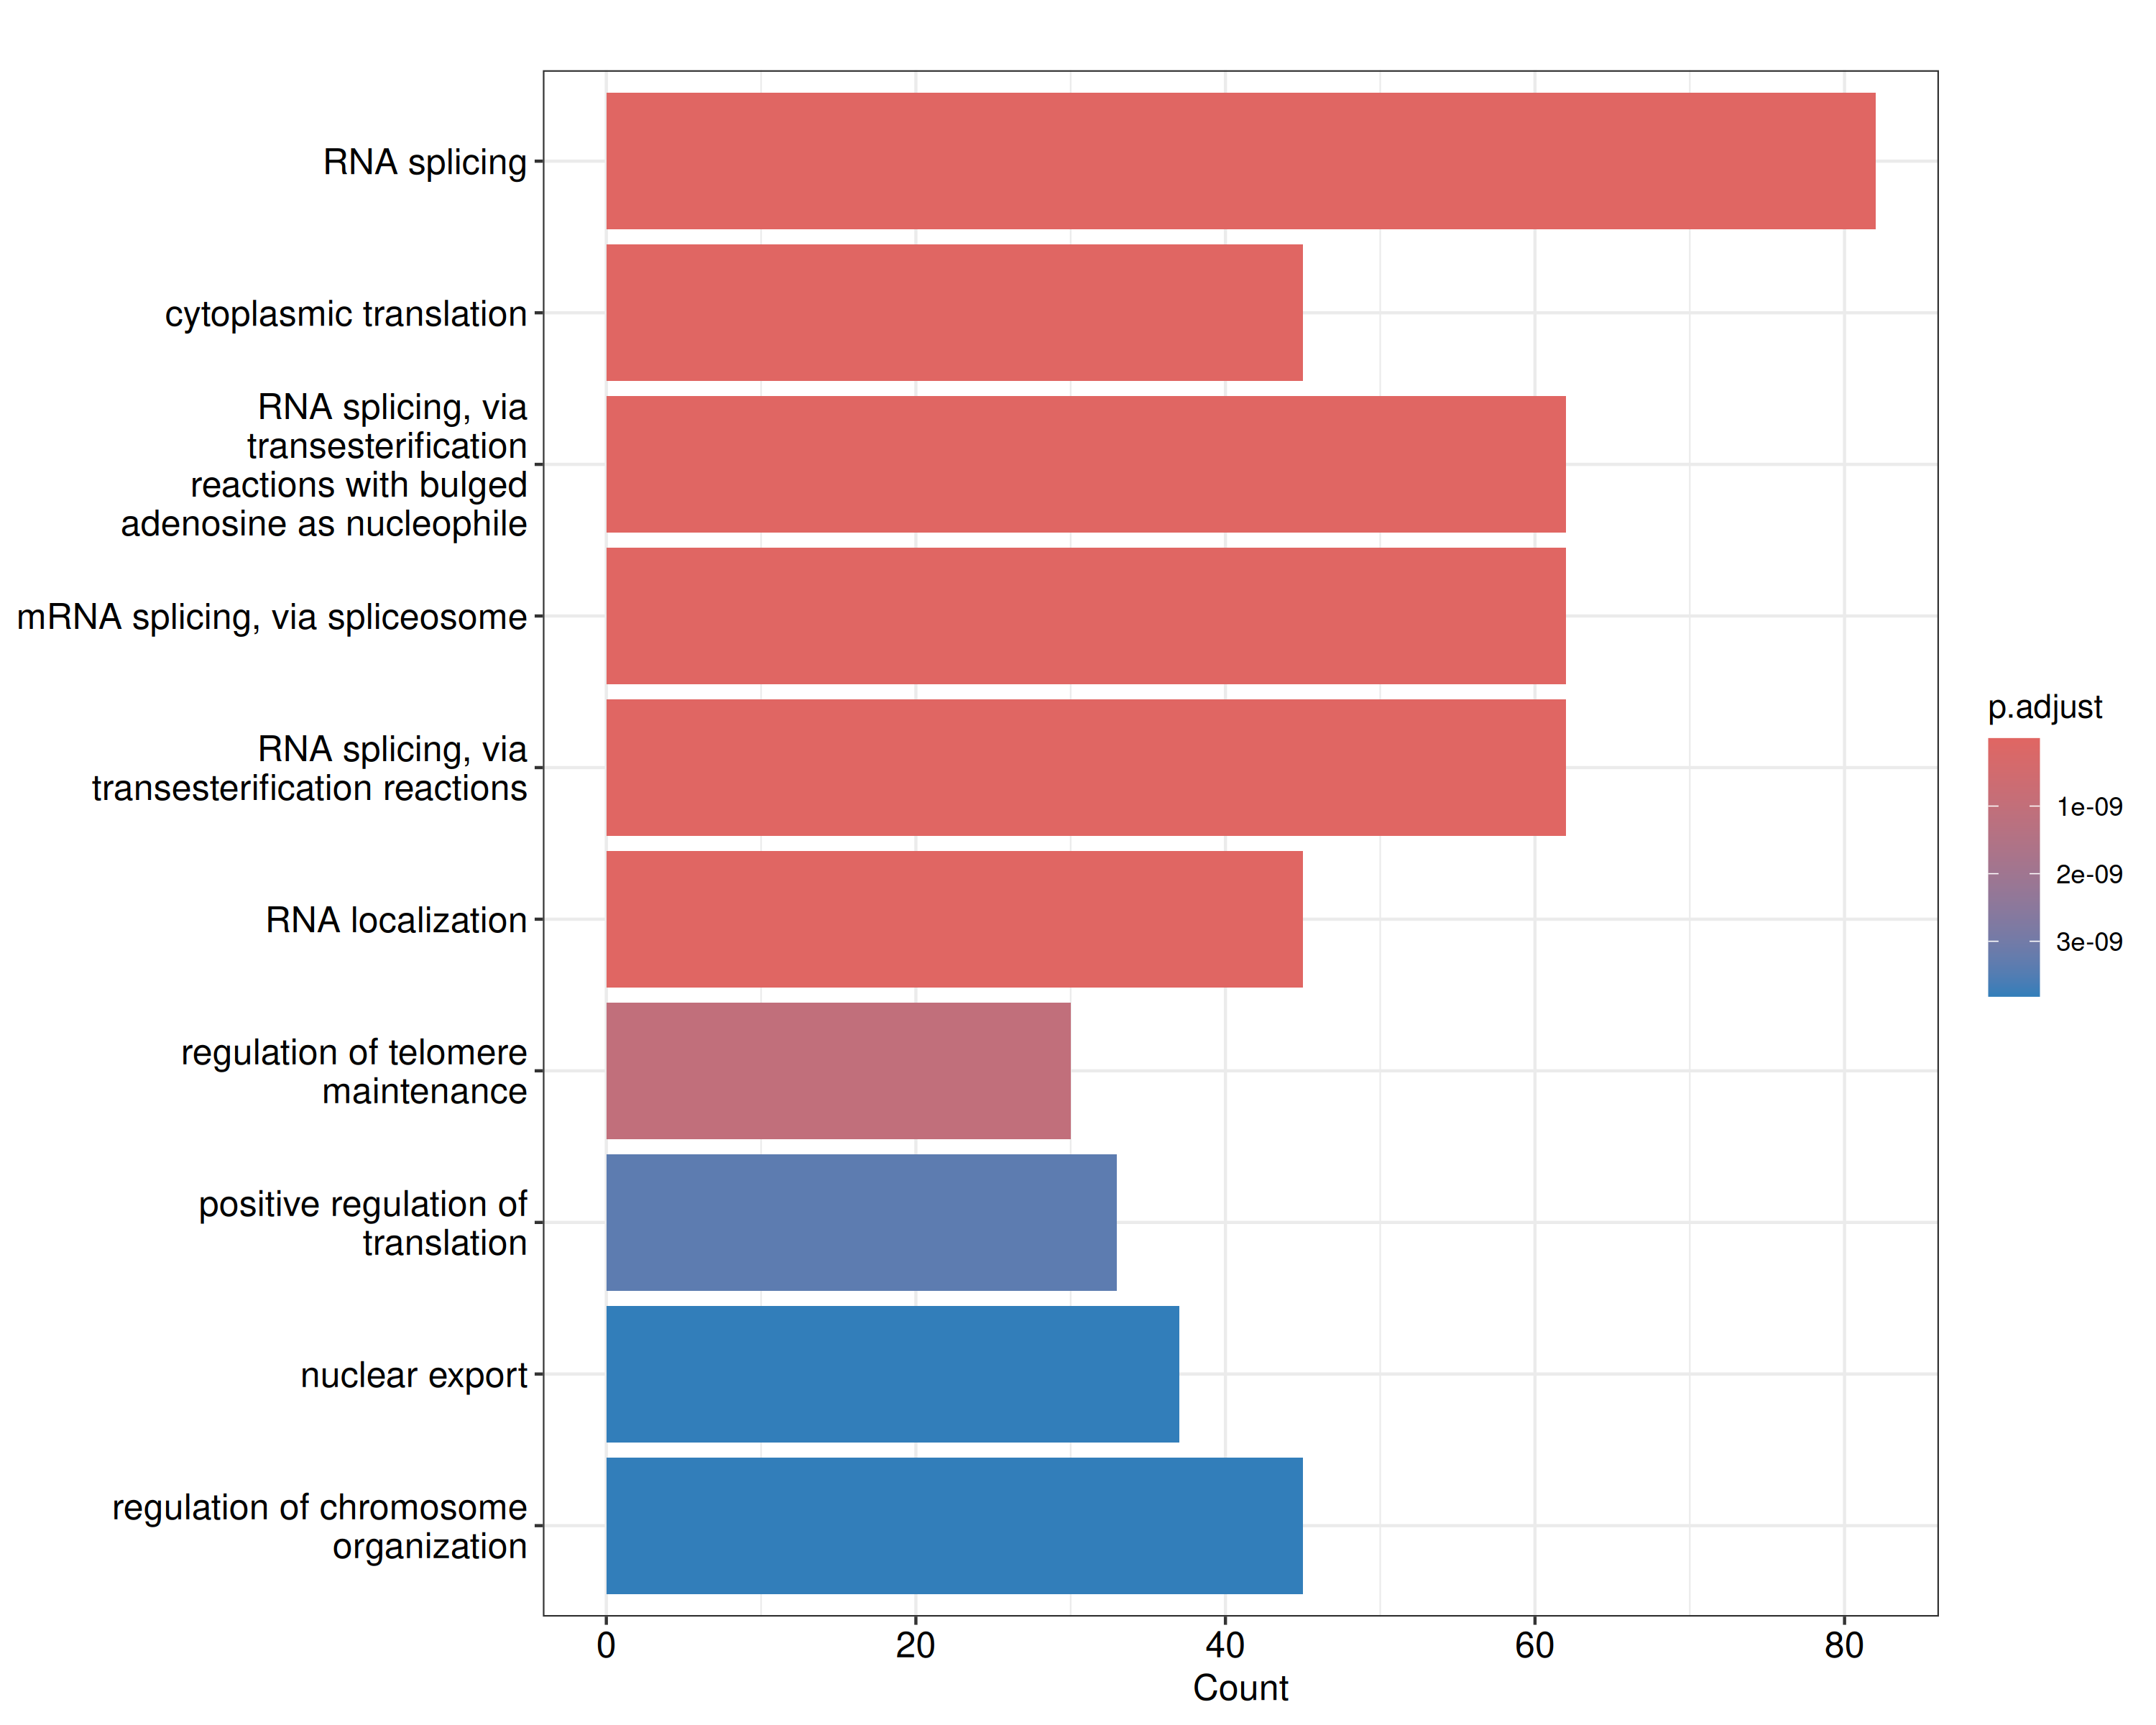 RNA splicing
cytoplasmic translation
RNA splicing, via
transesterification
reactions with bulged
adenosine as nucleophile
mRNA splicing, via spliceosome
RNA splicing, via
transesterification reactions
RNA localization
regulation of telomere
maintenance
positive regulation of
translation
nuclear export
regulation of chromosome
organization
0 20 40 60 80
Count
p.adjust
1e-09
2e-09
3e-09